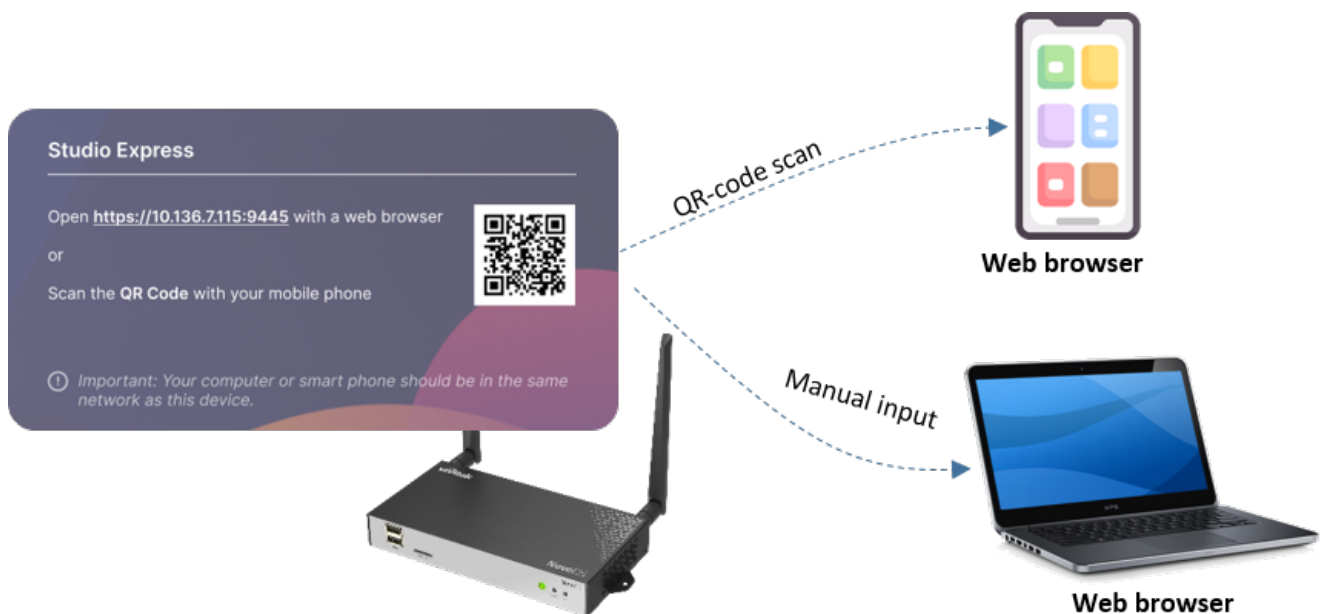 Studio Express
Open https://10.136.7.115:9445 with a web browser
or
Scan the QR Code with your mobile phone
Important: Your computer or smart phone should be in the same
network as this device.
QR-code scan
Web browser
Manual input
Web browser